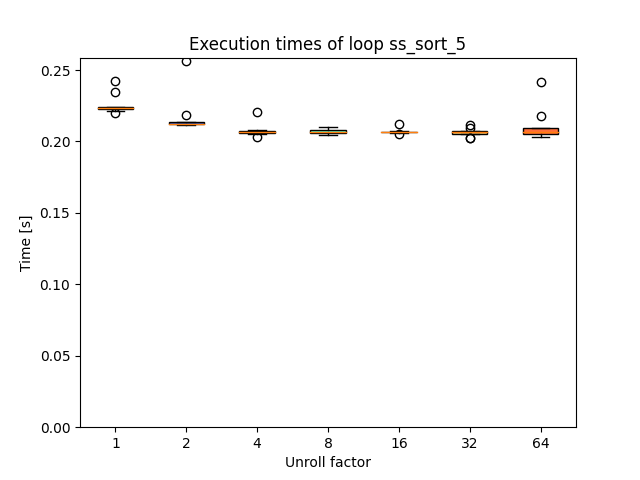 Execution times of loop ss_sort_5
0.25
0.20
0.15
0.10
0.05
0.00
Time [s]
1 2 4 8 16 32 64
Unroll factor